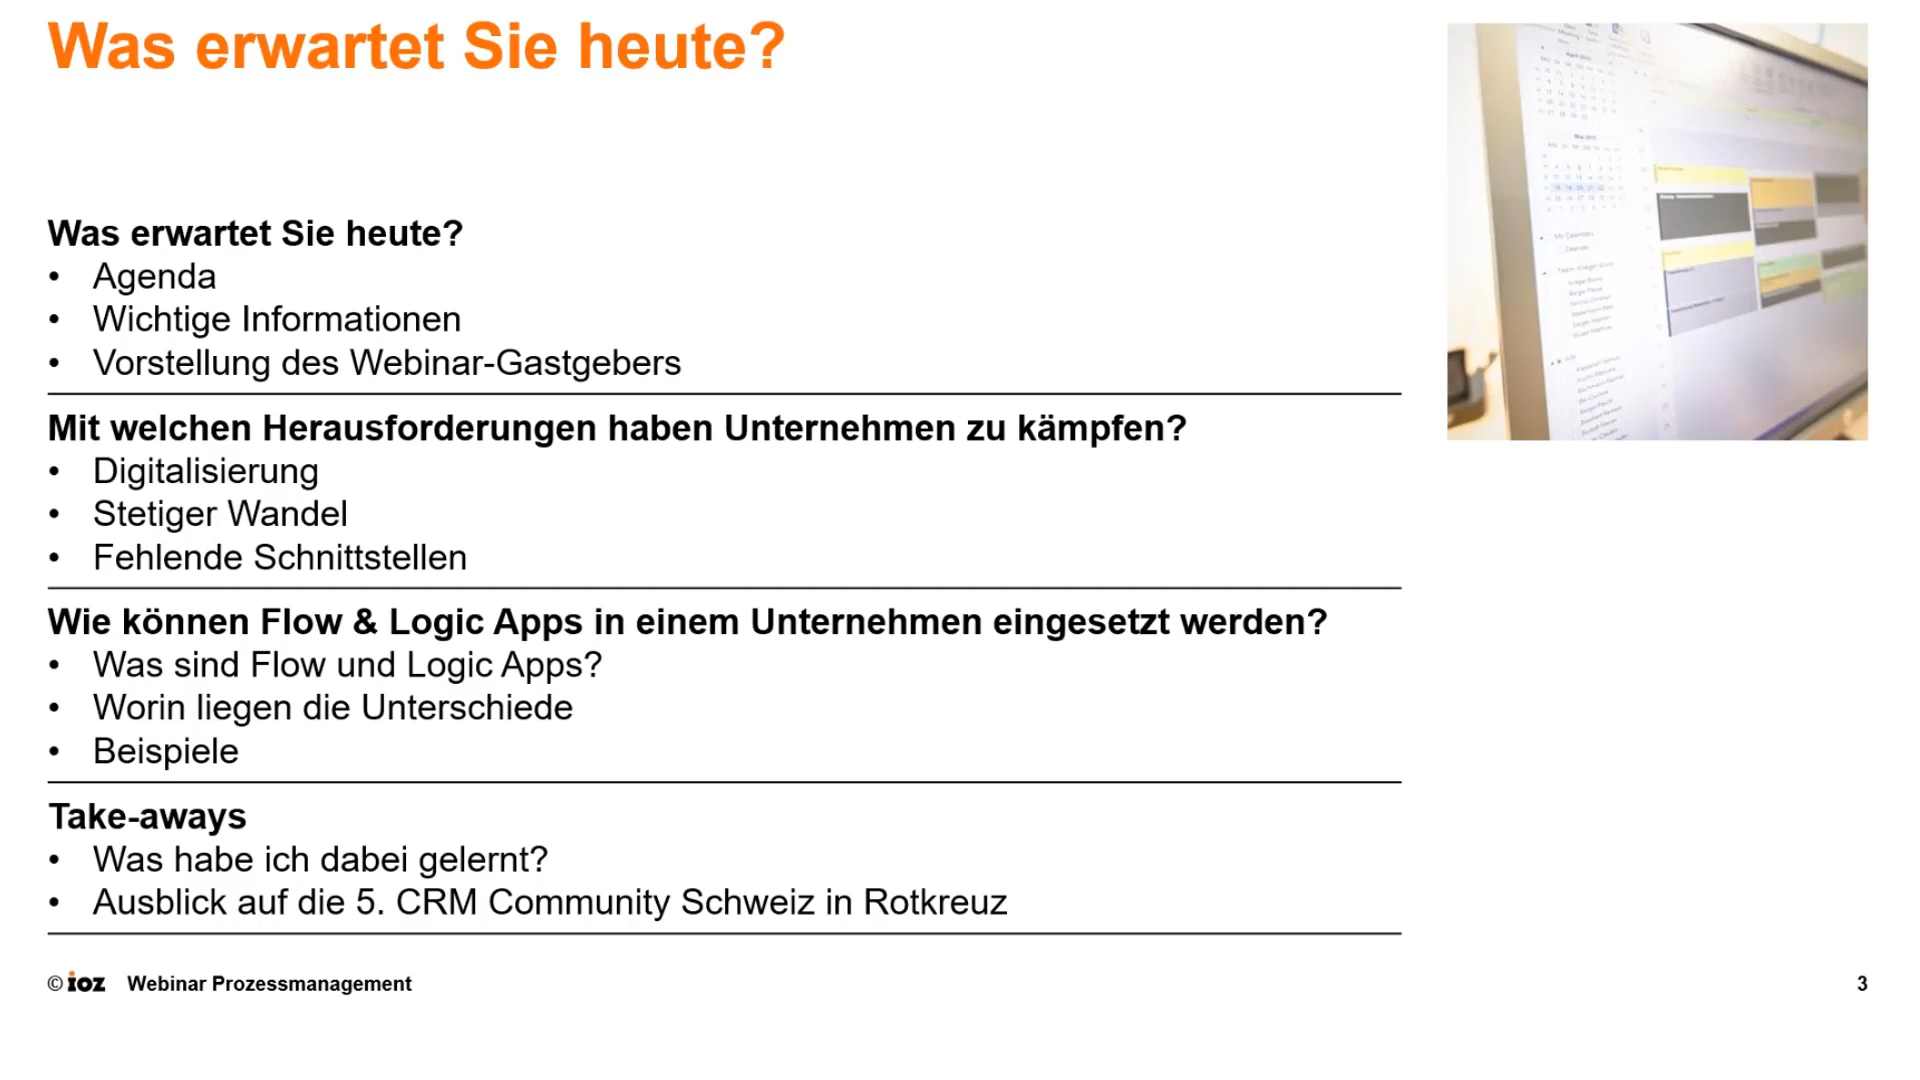 Was erwartet Sie heute?
Was erwartet Sie heute?
• Agenda
• Wichtige Informationen
• Vorstellung des Webinar-Gastgebers
Mit welchen Herausforderungen haben Unternehmen zu kämpfen?
• Digitalisierung
• Stetiger Wandel
• Fehlende Schnittstellen
Wie können Flow & Logic Apps in einem Unternehmen eingesetzt werden?
• Was sind Flow und Logic Apps?
• Worin liegen die Unterschiede
• Beispiele
Take-aways
• Was habe ich dabei gelernt?
• Ausblick auf die 5. CRM Community Schweiz in Rotkreuz
© ioz Webinar Prozessmanagement
3